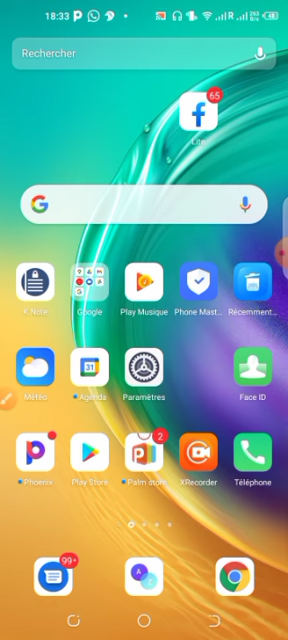 18:33
Rechercher
65
Lite
X Note
Google
Play Musique
Phone Mast...
Récemment...
31
Météo
Agenda
Paramètres
Face ID
2
Phoenix
Play Store
Palm store
XRecorder
Téléphone
99+